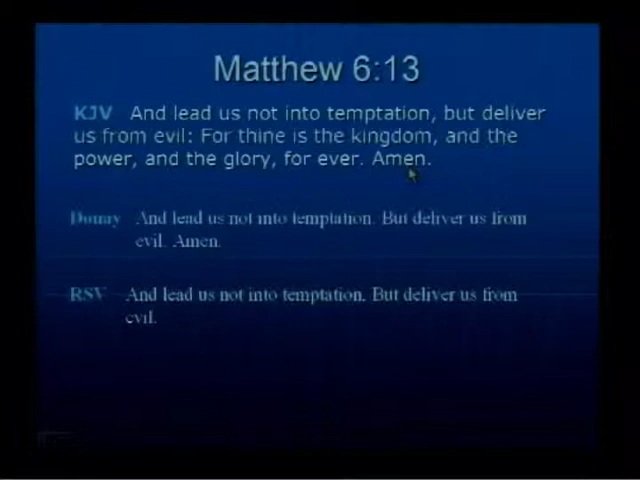 Matthew 6:13
KJV And lead us not into temptation, but deliver
us from evil: For thine is the kingdom, and the
power, and the glory, for ever. Amen.
Douay And lead us not into temptation. But deliver us from
evil. Amen.
RSV And lead us not into temptation. But deliver us from
evil.